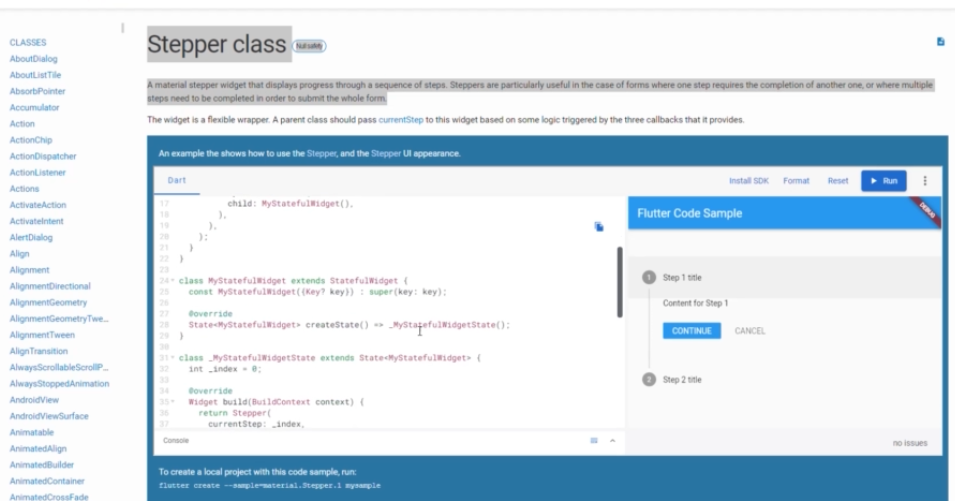 CLASSES
AboutDialog
AboutListTile
AbsorbPointer
Accumulator
Action
ActionChip
ActionDispatcher
ActionListener
Actions
ActivateAction
ActivateIntent
AlertDialog
Align
Alignment
AlignmentDirectional
AlignmentGeometry
AlignmentGeometryTwe...
AlignmentTween
AlignTransition
AlwaysScrollableScrollP...
AlwaysStoppedAnimation
AndroidView
AndroidViewSurface
Animatable
AnimatedAlign
AnimatedBuilder
AnimatedContainer
AnimatedCrossFade
Stepper class Null safety
A material stepper widget that displays progress through a sequence of steps. Steppers are particularly useful in the case of forms where one step requires the completion of another one, or where multiple
steps need to be completed in order to submit the whole form.
The widget is a flexible wrapper. A parent class should pass currentStep to this widget based on some logic triggered by the three callbacks that it provides.
An example the shows how to use the Stepper, and the Stepper UI appearance.
Dart
Install SDK Format Reset Run
17 child: MyStatefulWidget(),
18 ),
19 ),
20 );
21 }
22 }
23
24 class MyStatefulWidget extends StatefulWidget {
25 const MyStatefulWidget({Key? key}) : super(key: key);
26
27 @override
28 State<MyStatefulWidget> createState() => _MyStatefulWidgetState();
29 }
30
31 class _MyStatefulWidgetState extends State<MyStatefulWidget> {
32 int _index = 0;
33
34 @override
35 Widget build(BuildContext context) {
36 return Stepper(
37 currentStep: _index,
Console
Flutter Code Sample
DEBUG
1 Step 1 title
Content for Step 1
CONTINUE CANCEL
2 Step 2 title
no issues
To create a local project with this code sample, run:
flutter create --sample=material.Stepper.1 mysample